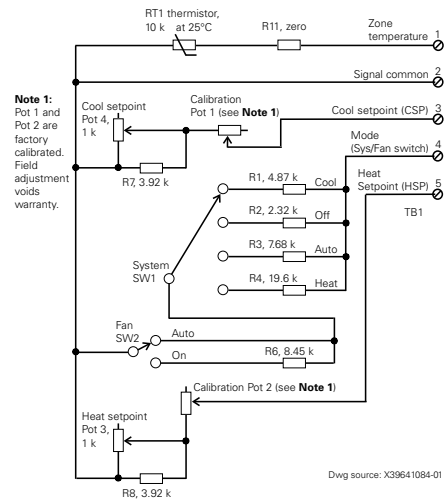 RT1 thermistor,
10 k at 25°C
R11, zero
Zone
temperature 1
Signal common 2
Note 1:
Pot 1 and
Pot 2 are
factory
calibrated.
Field
adjustment
voids
warranty.
Cool setpoint
Pot 4,
1 k
Calibration
Pot 1 (see Note 1)
Cool setpoint (CSP) 3
Mode
(Sys/Fan switch) 4
Heat
Setpoint (HSP) 5
TB1
R7, 3.92 k
R1, 4.87 k Cool
R2, 2.32 k Off
R3, 7.68 k Auto
R4, 19.6 k Heat
System
SW1
Fan
SW2
Auto
On
R6, 8.45 k
Calibration Pot 2 (see Note 1)
Heat setpoint
Pot 3,
1 k
R8, 3.92 k
Dwg source: X39641084-01